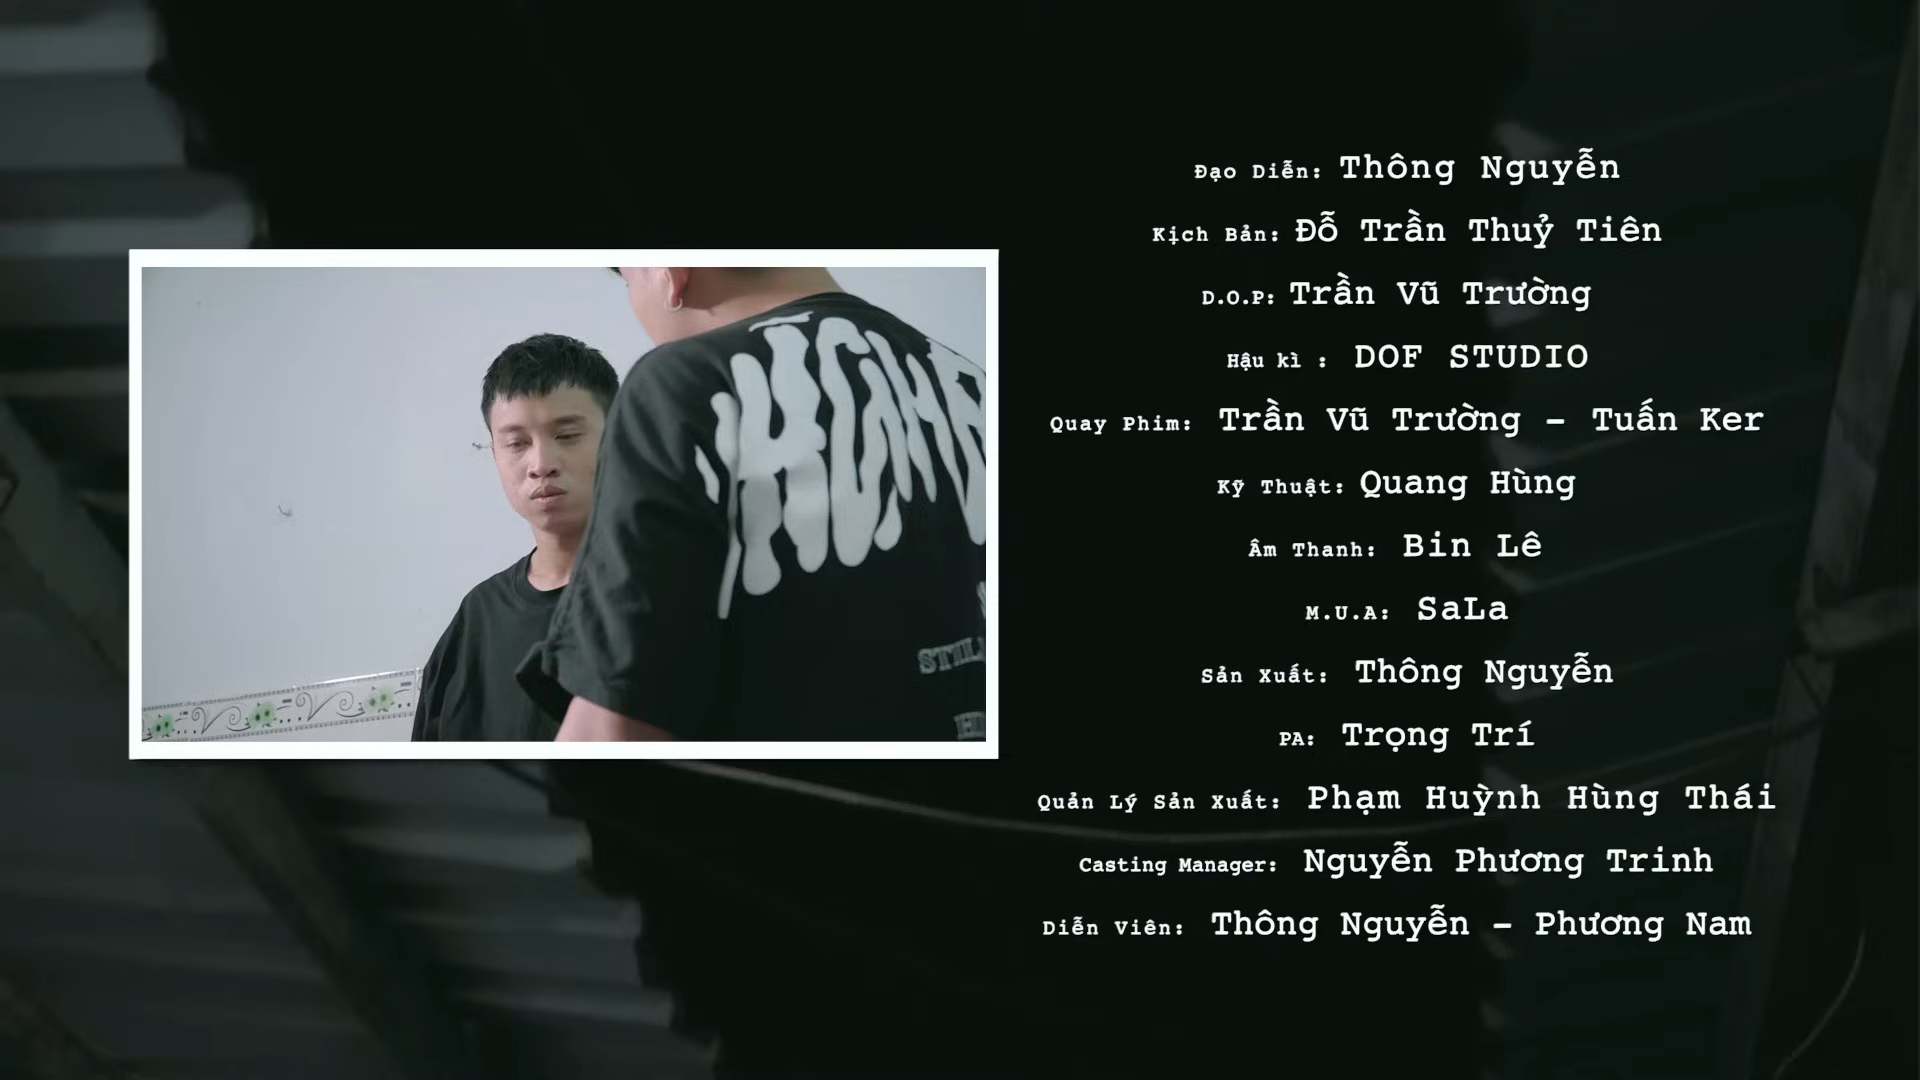 Đạo Diễn: Thông Nguyễn
Kịch Bản: Đỗ Trần Thuỷ Tiên
D.O.P: Trần Vũ Trường
Hậu kì : DOF STUDIO
Quay Phim: Trần Vũ Trường - Tuấn Ker
Kỹ Thuật: Quang Hùng
Âm Thanh: Bin Lê
M.U.A: SaLa
Sản Xuất: Thông Nguyễn
PA: Trọng Trí
Quản Lý Sản Xuất: Phạm Huỳnh Hùng Thái
Casting Manager: Nguyễn Phương Trinh
Diễn Viên: Thông Nguyễn - Phương Nam